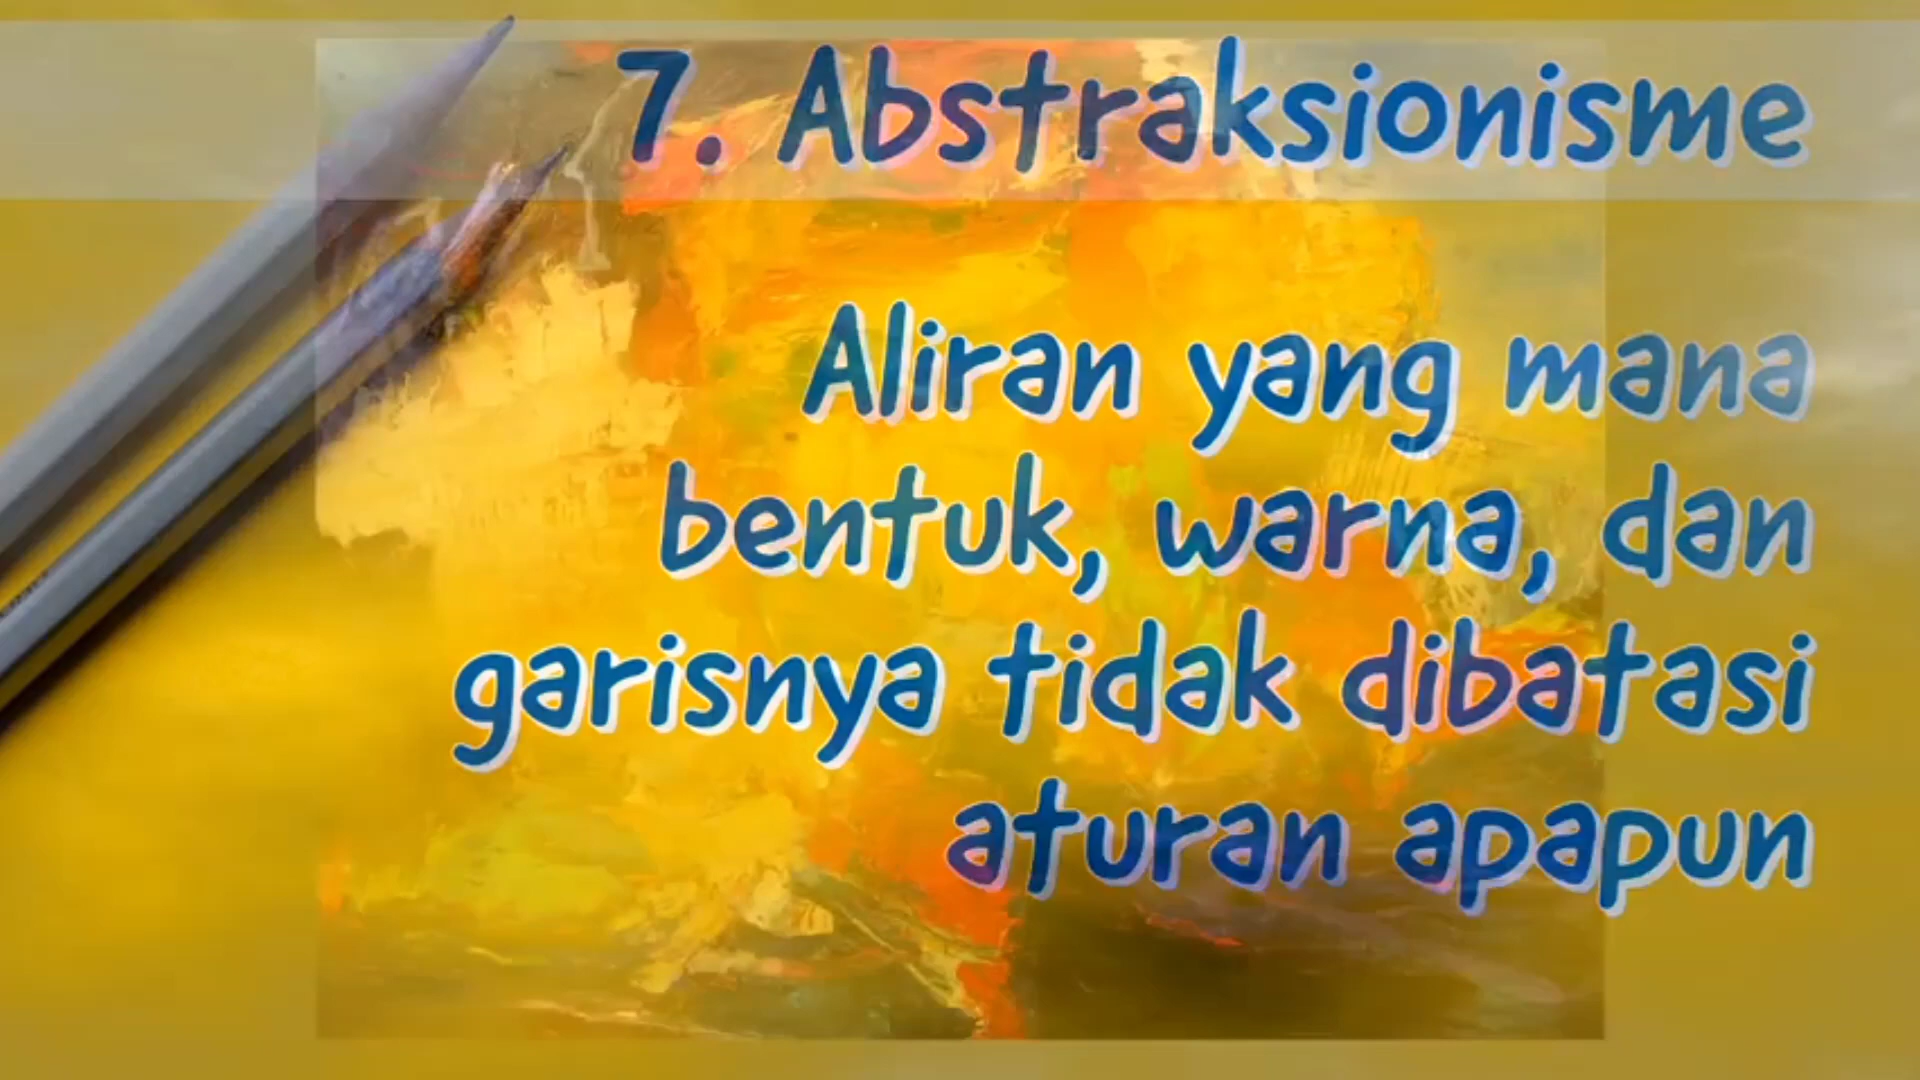 7. Abstraksionisme
Aliran yang mana
bentuk, warna, dan
garisnya tidak dibatasi
aturan apapun